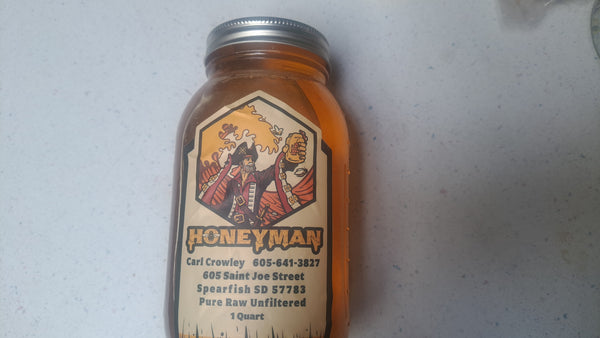 HONEYMAN
Carl Crowley 605-641-3827
605 Saint Joe Street
Spearfish SD 57783
Pure Raw Unfiltered
1 Quart